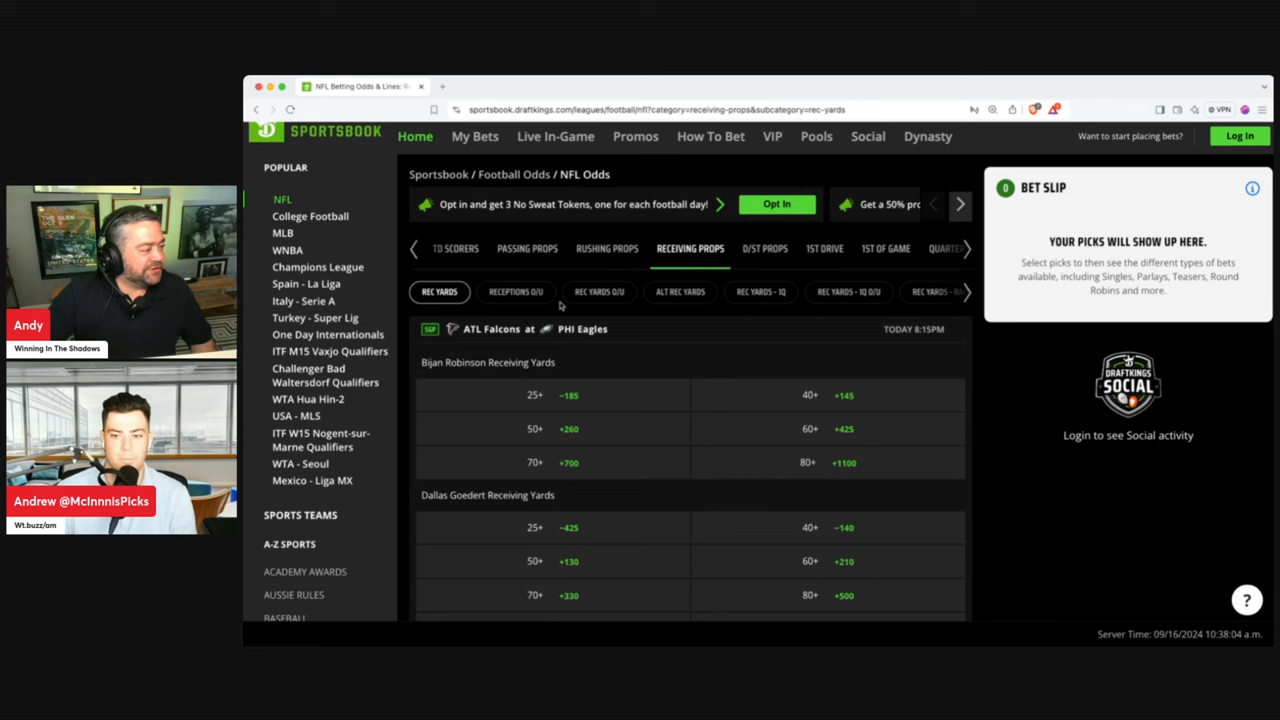 NFL Betting Odds & Lines: R
sportsbook.draftkings.com/leagues/football/nfl?category=receiving-props&subcategory=rec-yards
VPN
SPORTSBOOK
Home
My Bets
Live In-Game
Promos
How To Bet
VIP
Pools
Social
Dynasty
Want to start placing bets?
Log In
POPULAR
NFL
College Football
MLB
WNBA
Champions League
Spain - La Liga
Italy - Serie A
Turkey - Super Lig
One Day Internationals
ITF M15 Vaxjo Qualifiers
Challenger Bad
Waltersdorf Qualifiers
WTA Hua Hin-2
USA - MLS
ITF W15 Nogent-sur-
Marne Qualifiers
WTA - Seoul
Mexico - Liga MX
SPORTS TEAMS
A-Z SPORTS
ACADEMY AWARDS
AUSSIE RULES
BASEBALL
Sportsbook / Football Odds / NFL Odds
Opt in and get 3 No Sweat Tokens, one for each football day!
Opt In
Get a 50% pro
TD SCORERS
PASSING PROPS
RUSHING PROPS
RECEIVING PROPS
D/ST PROPS
1ST DRIVE
1ST OF GAME
QUARTER
REC YARDS
RECEPTIONS O/U
REC YARDS O/U
ALT REC YARDS
REC YARDS - 1Q
REC YARDS - 1Q O/U
REC YARDS -
SGP
ATL Falcons at PHI Eagles
TODAY 8:15PM
Bijan Robinson Receiving Yards
25+ −185
40+ +145
50+ +260
60+ +425
70+ +700
80+ +1100
Dallas Goedert Receiving Yards
25+ −425
40+ −140
50+ +130
60+ +210
70+ +330
80+ +500
0 BET SLIP
YOUR PICKS WILL SHOW UP HERE.
Select picks to then see the different types of bets
available, including Singles, Parlays, Teasers, Round
Robins and more.
DRAFTKINGS
SOCIAL
Login to see Social activity
?
Server Time: 09/16/2024 10:38:04 a.m.
THE GLEN
OCT 5
Andy
Winning In The Shadows
Andrew @McInnnisPicks
Wt.buzz/am